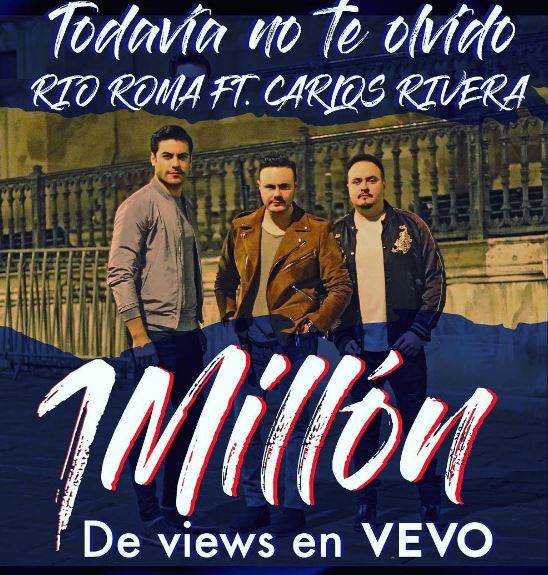 Todavía no te olvido
RIO ROMA FT. CARLOS RIVERA
1Millón
De views en VEVO